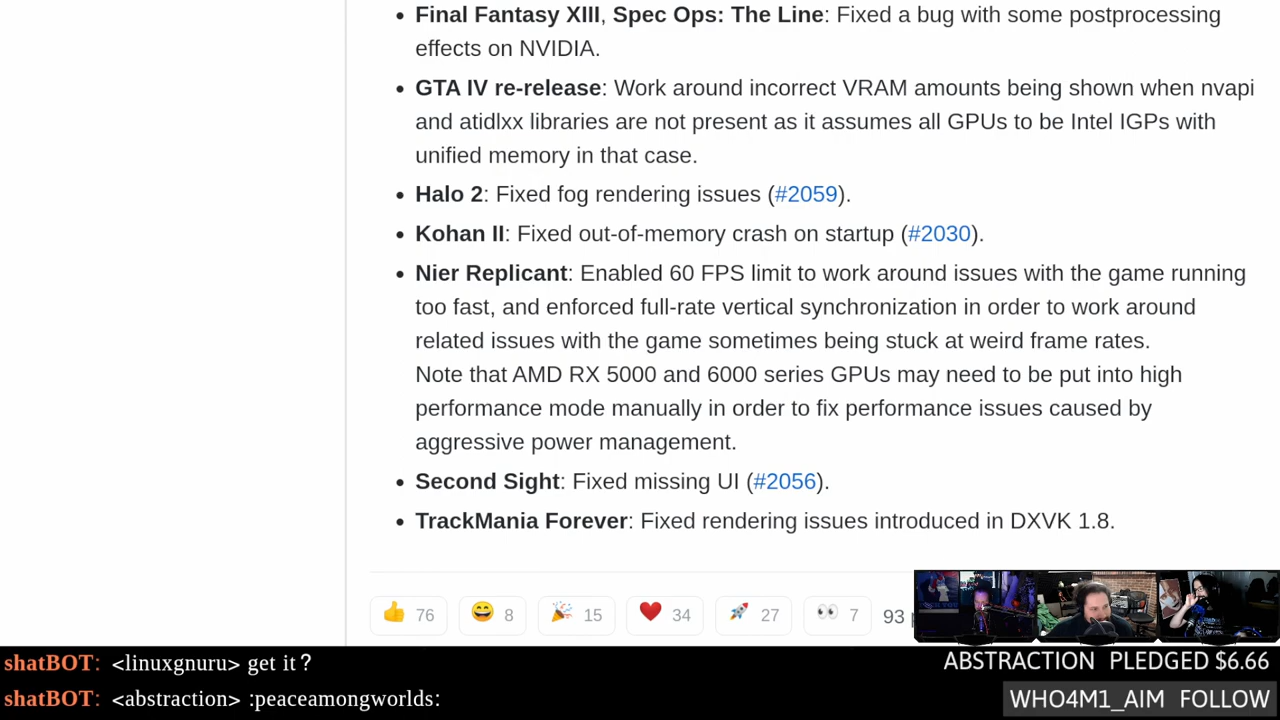 • Final Fantasy XIII, Spec Ops: The Line: Fixed a bug with some postprocessing
effects on NVIDIA.
• GTA IV re-release: Work around incorrect VRAM amounts being shown when nvapi
and atidlxx libraries are not present as it assumes all GPUs to be Intel IGPs with
unified memory in that case.
• Halo 2: Fixed fog rendering issues (#2059).
• Kohan II: Fixed out-of-memory crash on startup (#2030).
• Nier Replicant: Enabled 60 FPS limit to work around issues with the game running
too fast, and enforced full-rate vertical synchronization in order to work around
related issues with the game sometimes being stuck at weird frame rates.
Note that AMD RX 5000 and 6000 series GPUs may need to be put into high
performance mode manually in order to fix performance issues caused by
aggressive power management.
• Second Sight: Fixed missing UI (#2056).
• TrackMania Forever: Fixed rendering issues introduced in DXVK 1.8.
👍 76 😄 8 🎉 15 ❤️ 34 🚀 27 👀 7 93
shatBOT: <linuxgnuru> get it?
ABSTRACTION PLEDGED $6.66
shatBOT: <abstraction> :peaceamongworlds:
WHO4M1_AIM FOLLOW